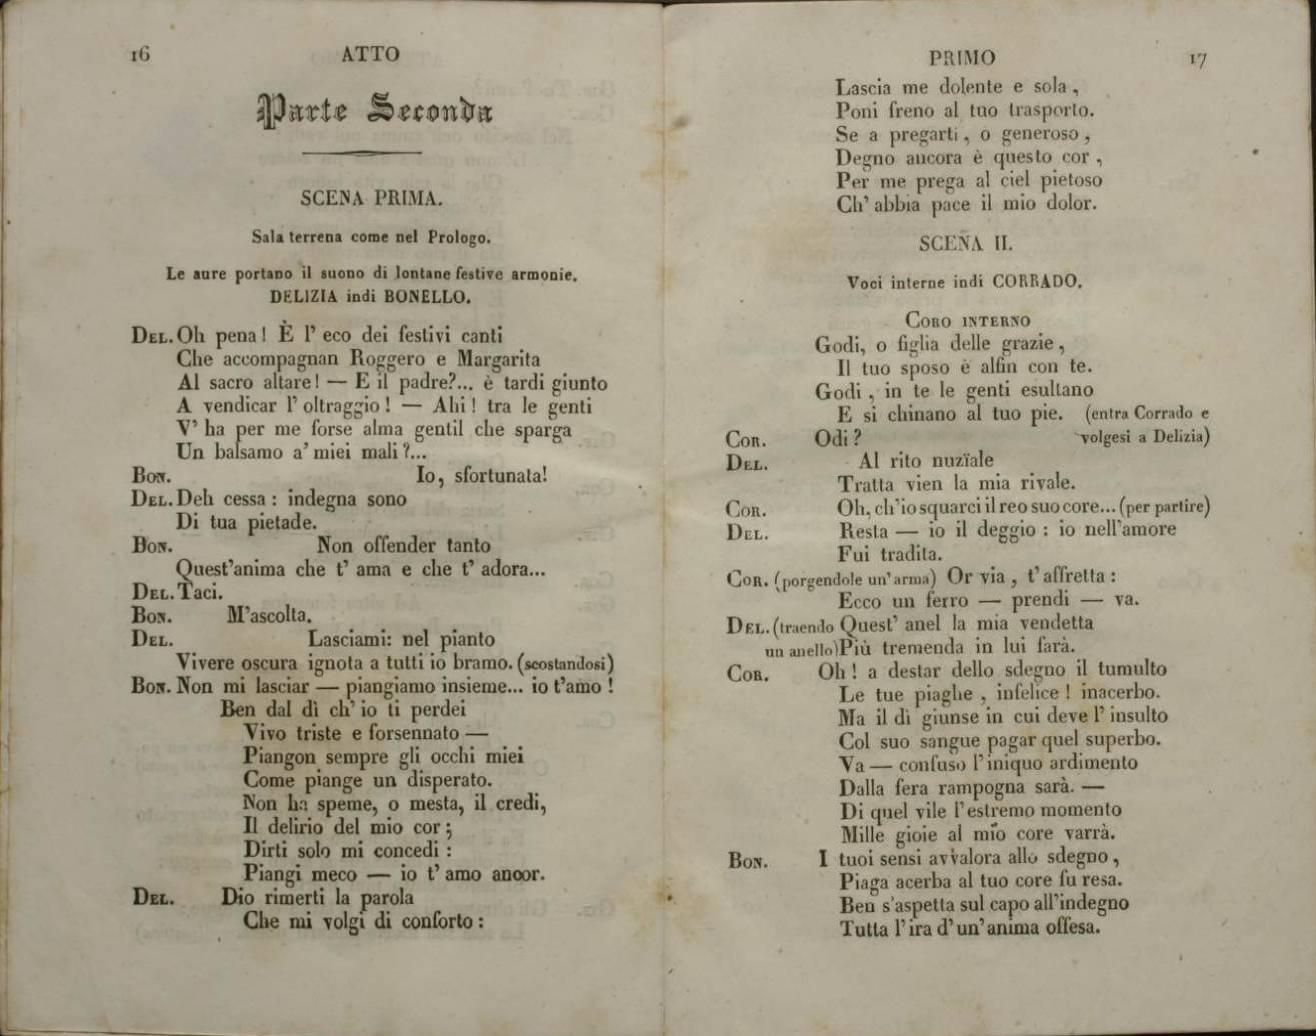 16 ATTO
Parte Seconda
SCENA PRIMA.
Sala terrena come nel Prologo.
Le aure portano il suono di lontane festive armonie.
DELIZIA indi BONELLO.
DEL. Oh pena! È l' eco dei festivi canti
Che accompagnan Roggero e Margarita
Al sacro altare! — E il padre?... è tardi giunto
A vendicar l' oltraggio! — Ahi! tra le genti
V' ha per me forse alma gentil che sparga
Un balsamo a' miei mali?...
BON. Io, sfortunata!
DEL. Deh cessa: indegna sono
Di tua pietade.
BON. Non offender tanto
Quest'anima che t' ama e che t' adora...
DEL. Taci.
BON. M'ascolta.
DEL. Lasciami: nel pianto
Vivere oscura ignota a tutti io bramo. (scostandosi)
BON. Non mi lasciar — piangiamo insieme... io t'amo!
Ben dal dì ch' io ti perdei
Vivo triste e forsennato —
Piangon sempre gli occhi miei
Come piange un disperato.
Non ha speme, o mesta, il credi,
Il delirio del mio cor;
Dirti solo mi concedi:
Piangi meco — io t' amo ancor.
DEL. Dio rimerti la parola
Che mi volgi di conforto:
PRIMO 17
Lascia me dolente e sola,
Poni freno al tuo trasporto.
Se a pregarti, o generoso,
Degno ancora è questo cor,
Per me prega al ciel pietoso
Ch' abbia pace il mio dolor.
SCENA II.
Voci interne indi CORRADO.
CORO INTERNO
Godi, o figlia delle grazie,
Il tuo sposo è alfin con te.
Godi, in te le genti esultano
E si chinano al tuo pie. (entra Corrado e
COR. Odi? volgesi a Delizia)
DEL. Al rito nuzïale
Tratta vien la mia rivale.
COR. Oh, ch'io squarci il reo suo core... (per partire)
DEL. Resta — io il deggio: io nell'amore
Fui tradita.
COR. (porgendole un'arma) Or via, t'affretta:
Ecco un ferro — prendi — va.
DEL. (traendo Quest' anel la mia vendetta
un anello) Più tremenda in lui farà.
COR. Oh! a destar dello sdegno il tumulto
Le tue piaghe, infelice! inacerbo.
Ma il dì giunse in cui deve l' insulto
Col suo sangue pagar quel superbo.
Va — confuso l'iniquo ardimento
Dalla fera rampogna sarà. —
Di quel vile l'estremo momento
Mille gioie al mio core varrà.
BON. I tuoi sensi avvalora allo sdegno,
Piaga acerba al tuo core fu resa.
Ben s'aspetta sul capo all'indegno
Tutta l'ira d'un'anima offesa.